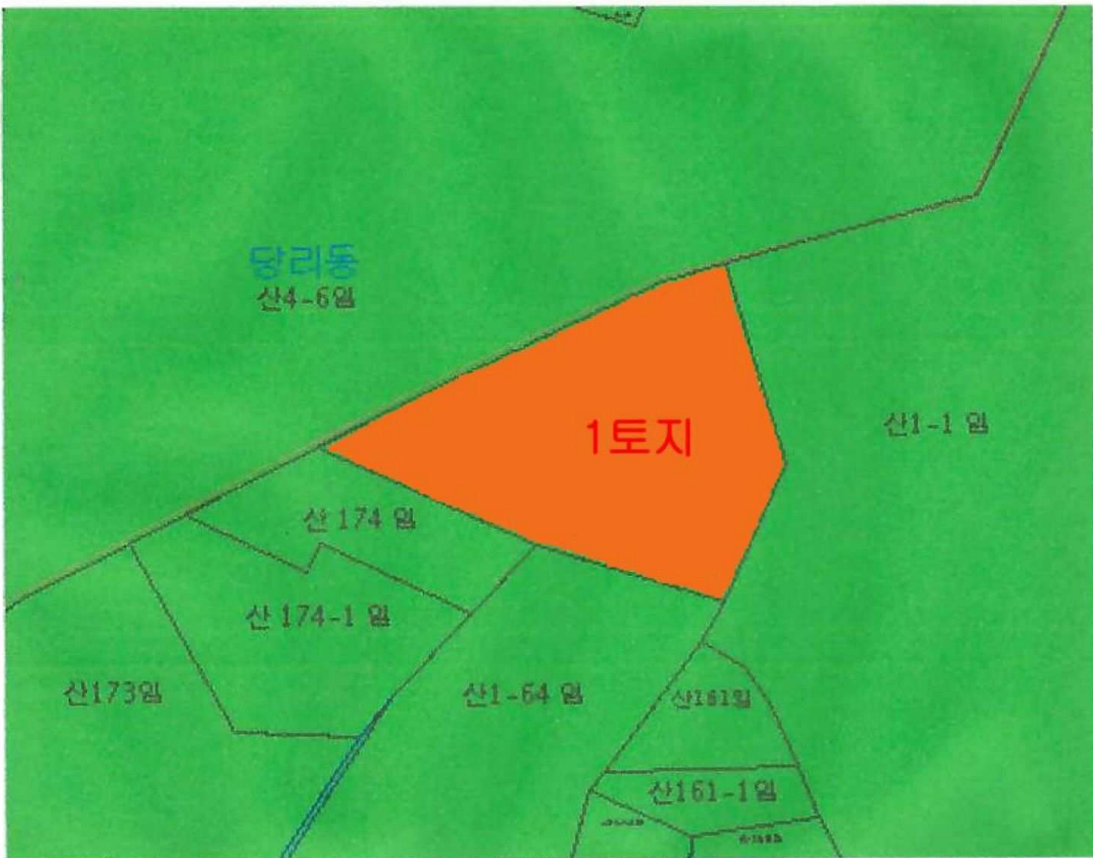 당리동
산4-6임
1토지
산1-1 임
산 174 임
산 174-1 임
산173임
산1-64 임
산161임
산161-1임